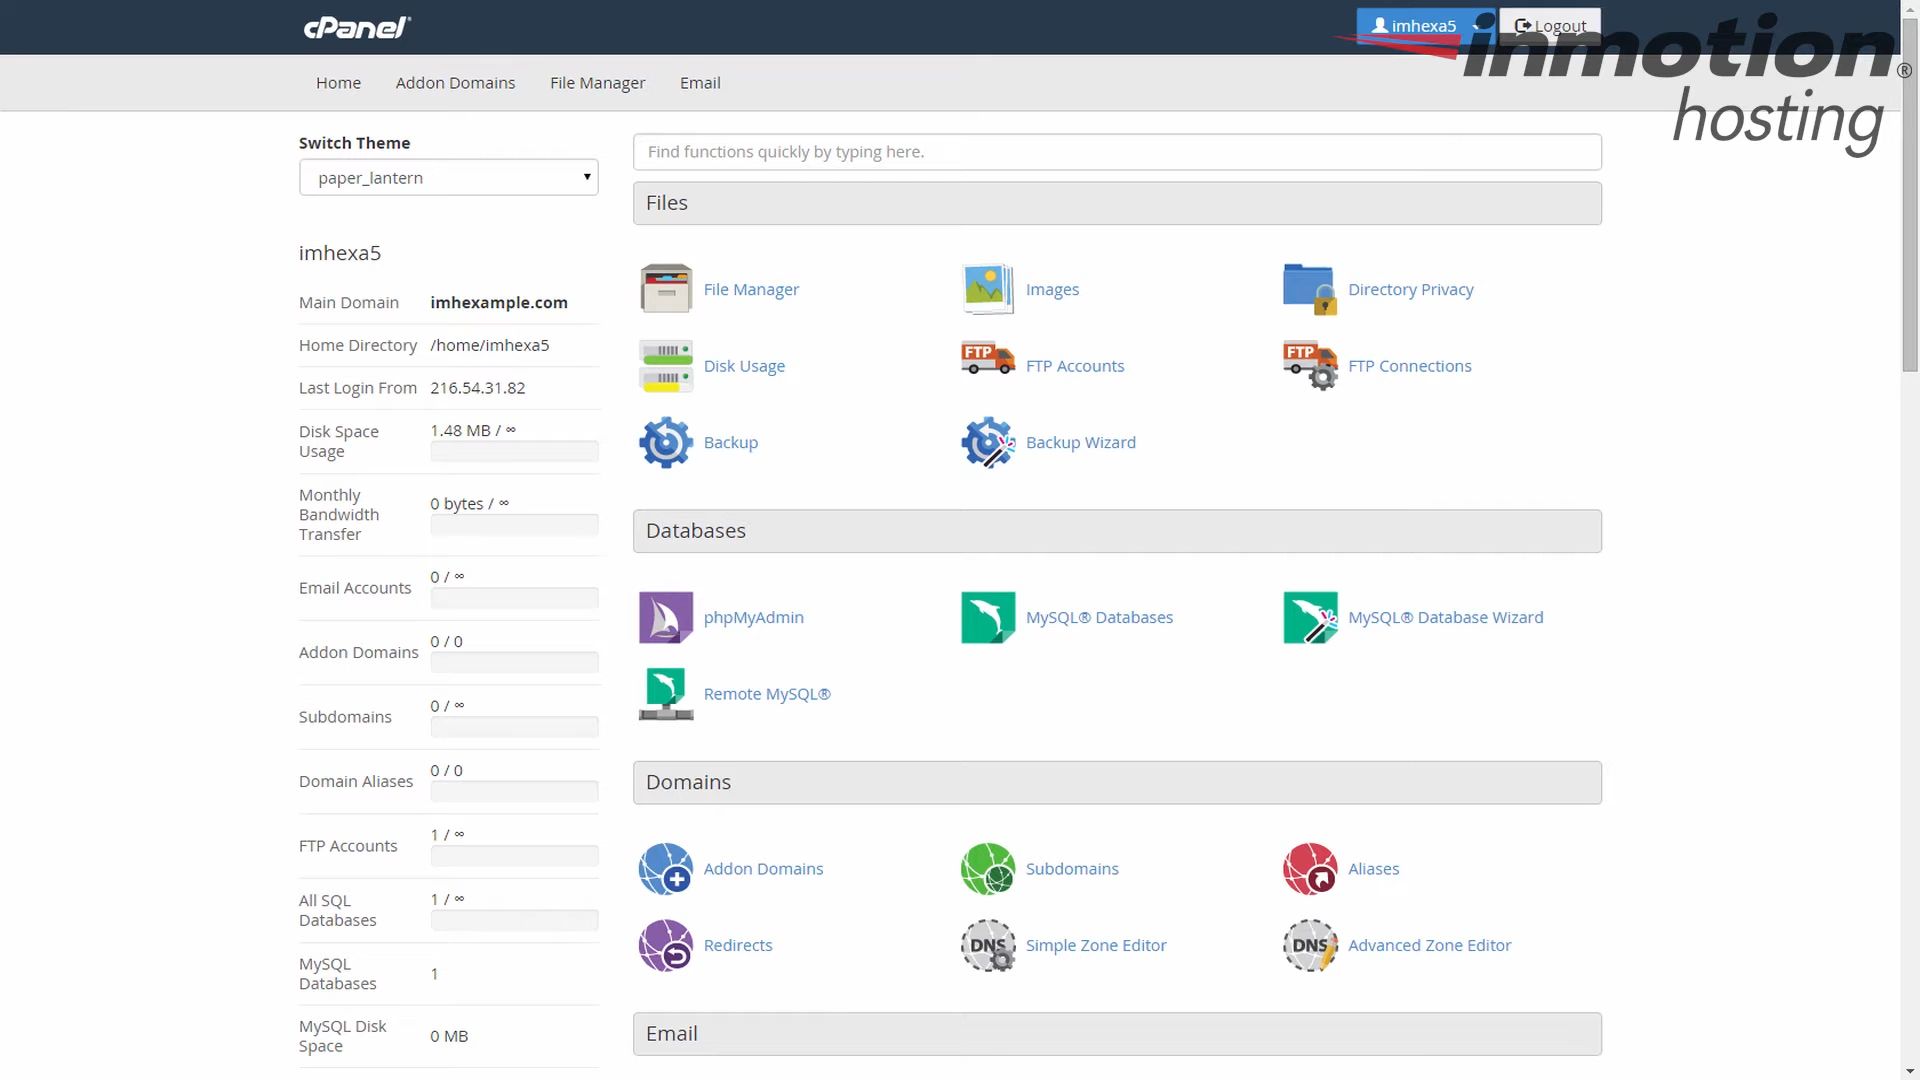 cPanel
imhexa5
Logout
inmotion®
hosting
Home
Addon Domains
File Manager
Email
Switch Theme
paper_lantern
imhexa5
Main Domain
imhexample.com
Home Directory
/home/imhexa5
Last Login From
216.54.31.82
Disk Space
Usage
1.48 MB / ∞
Monthly
Bandwidth
Transfer
0 bytes / ∞
Email Accounts
0 / ∞
Addon Domains
0 / 0
Subdomains
0 / ∞
Domain Aliases
0 / 0
FTP Accounts
1 / ∞
All SQL
Databases
1 / ∞
MySQL
Databases
1
MySQL Disk
Space
0 MB
Find functions quickly by typing here.
Files
File Manager
Images
Directory Privacy
Disk Usage
FTP
FTP Accounts
FTP
FTP Connections
Backup
Backup Wizard
Databases
phpMyAdmin
MySQL® Databases
MySQL® Database Wizard
Remote MySQL®
Domains
Addon Domains
Subdomains
Aliases
Redirects
DNS
Simple Zone Editor
DNS
Advanced Zone Editor
Email